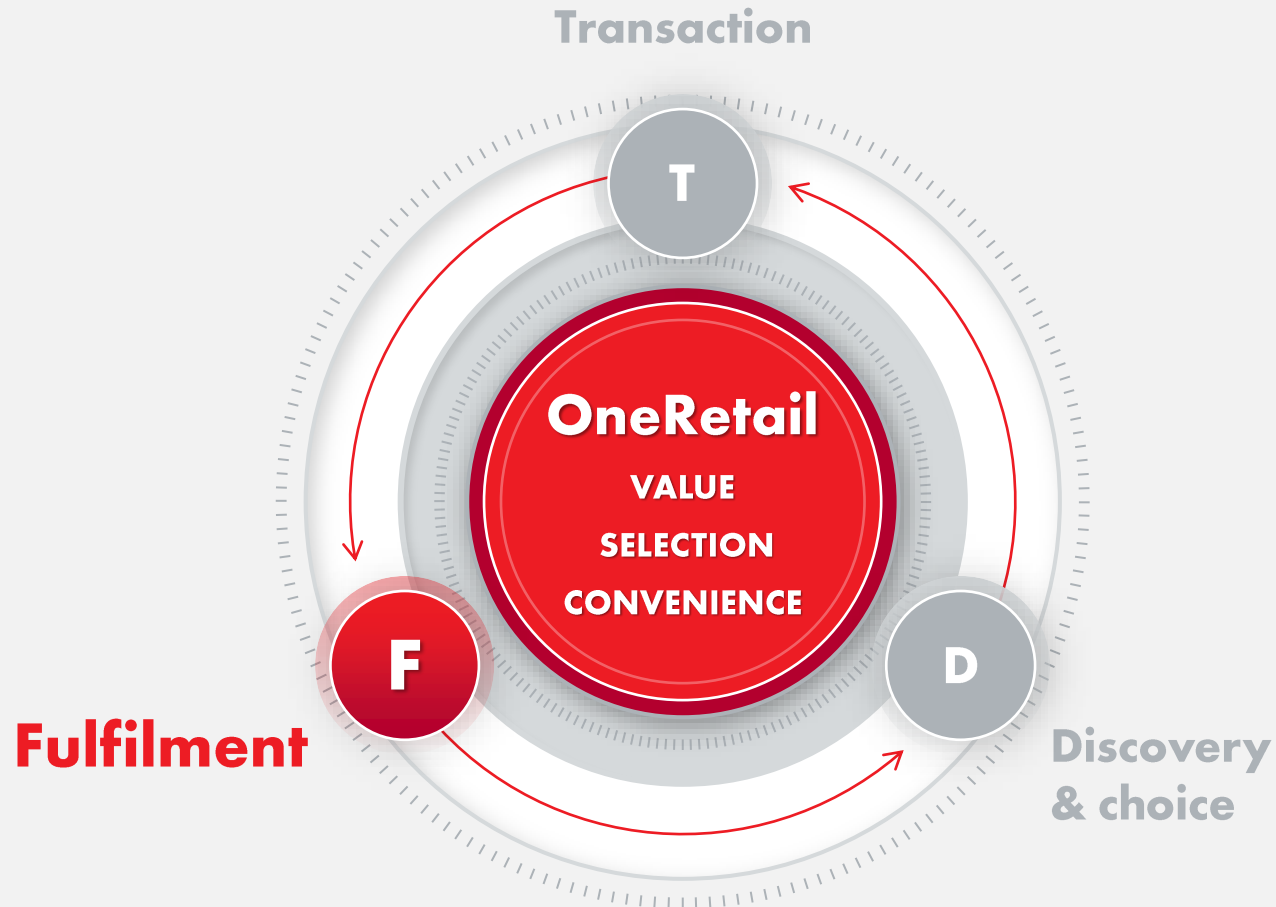 Transaction
T
OneRetail
VALUE
SELECTION
CONVENIENCE
F
D
Fulfilment
Discovery
& choice